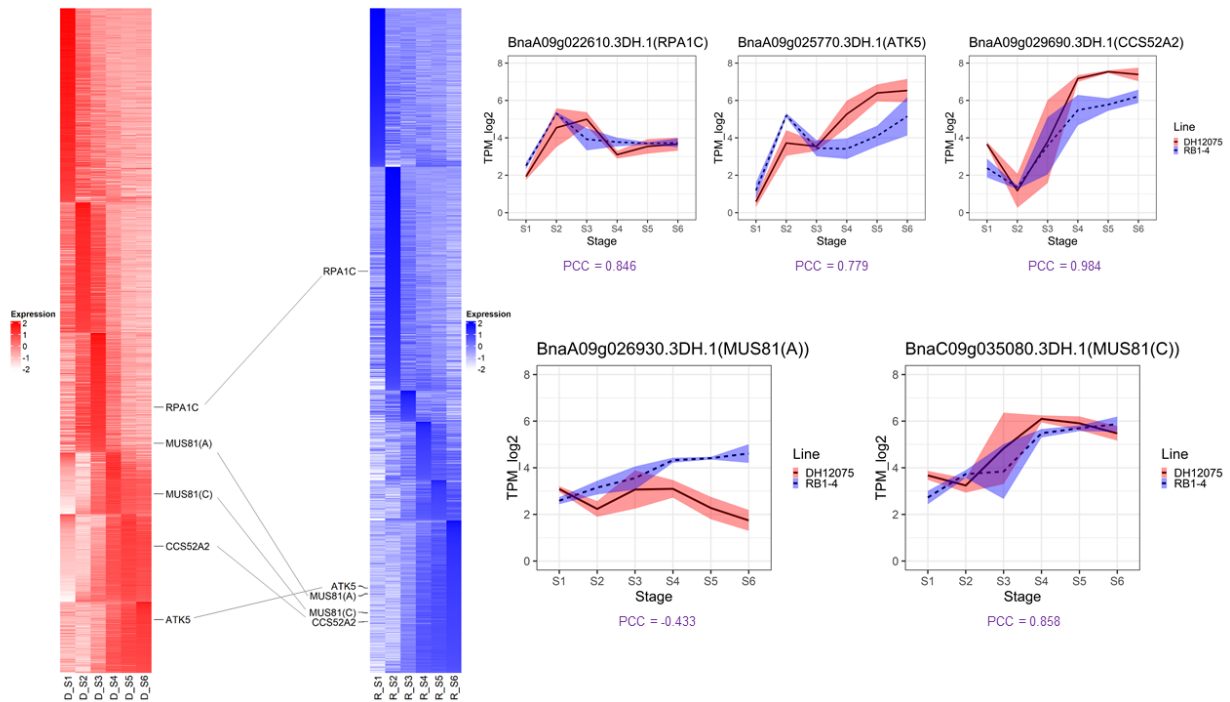 Expression
2
1
-1
-2
RPA1C
MUS81(A)
MUS81(C)
CCS52A2
ATK5
D_S1
D_S2
D_S3
D_S4
D_S5
D_S6
RPA1C
ATK5
MUS81(A)
MUS81(C)
CCS52A2
R_S1
R_S2
R_S3
R_S4
R_S5
R_S6
Expression
2
1
-1
-2
BnaA09g022610.3DH.1(RPA1C)
TPM_log2
8
6
4
2
0
S1 S2 S3 S4 S5 S6
Stage
PCC = 0.846
BnaA09g025770.3DH.1(ATK5)
TPM_log2
8
6
4
2
0
S1 S2 S3 S4 S5 S6
Stage
PCC = 0.779
BnaA09g029690.3DH.1(CCS52A2)
TPM_log2
8
6
4
2
0
S1 S2 S3 S4 S5 S6
Stage
PCC = 0.984
Line
DH12075
RB1-4
BnaA09g026930.3DH.1(MUS81(A))
TPM_log2
8
6
4
2
0
S1 S2 S3 S4 S5 S6
Stage
PCC = -0.433
Line
DH12075
RB1-4
BnaC09g035080.3DH.1(MUS81(C))
TPM_log2
8
6
4
2
0
S1 S2 S3 S4 S5 S6
Stage
PCC = 0.858
Line
DH12075
RB1-4